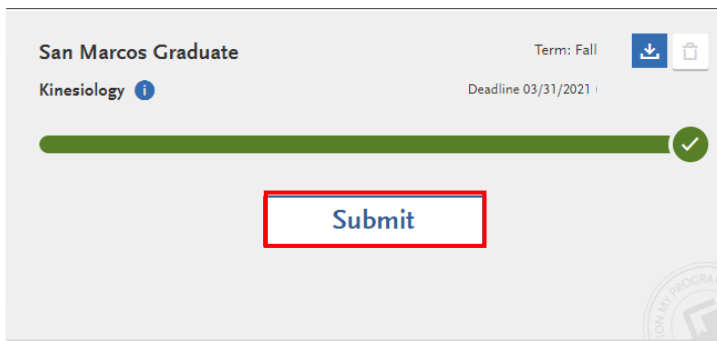 San Marcos Graduate
Term: Fall
Kinesiology
Deadline 03/31/2021
Submit